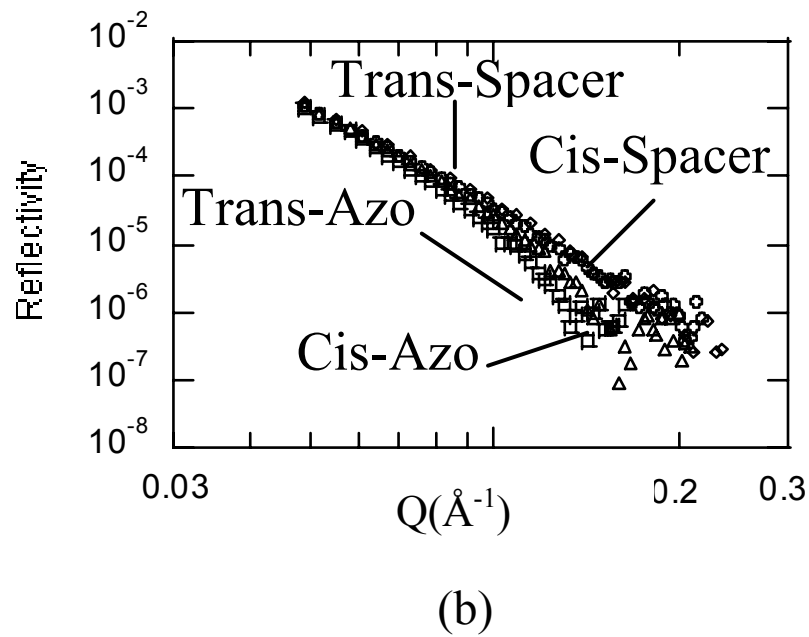 10⁻²
10⁻³
10⁻⁴
10⁻⁵
10⁻⁶
10⁻⁷
10⁻⁸
Reflectivity
Trans-Spacer
Cis-Spacer
Trans-Azo
Cis-Azo
0.03
0.2
0.3
Q(Å⁻¹)
(b)